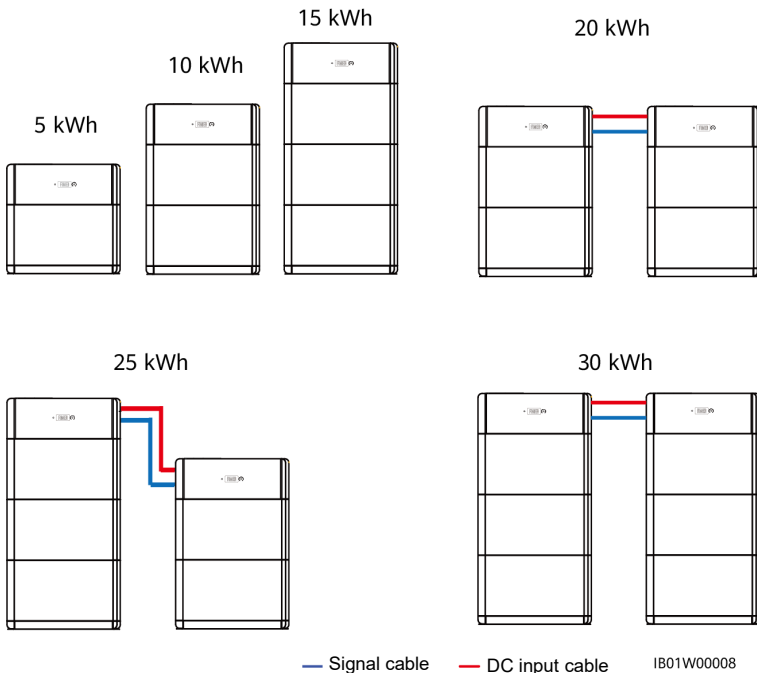 15 kWh
20 kWh
10 kWh
5 kWh
25 kWh
30 kWh
Signal cable
DC input cable
IB01W00008